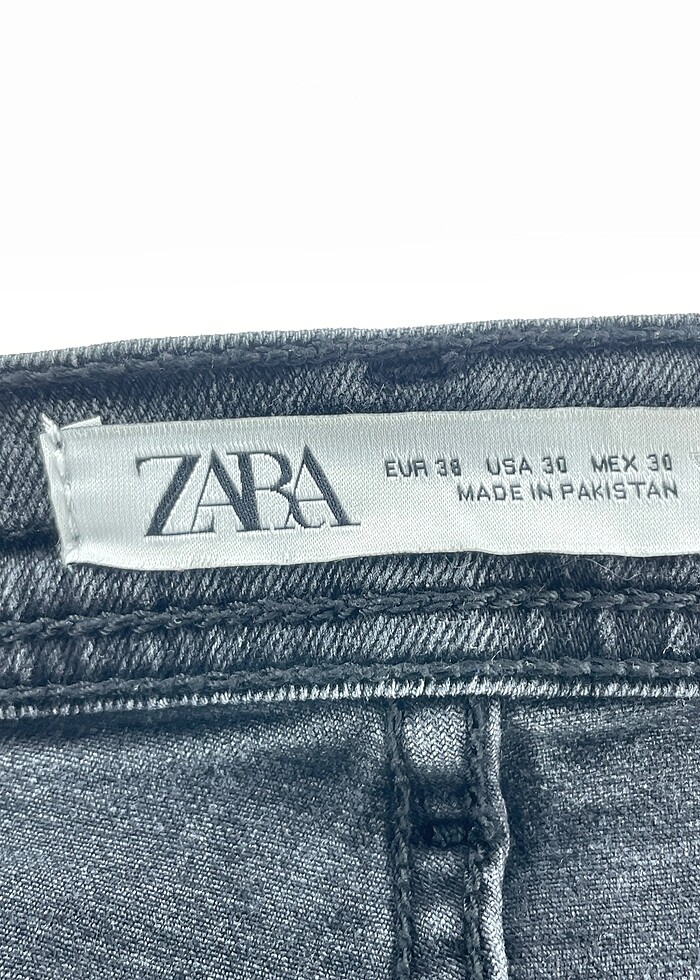 ZARA
EUR 38 USA 30 MEX 30
MADE IN PAKISTAN